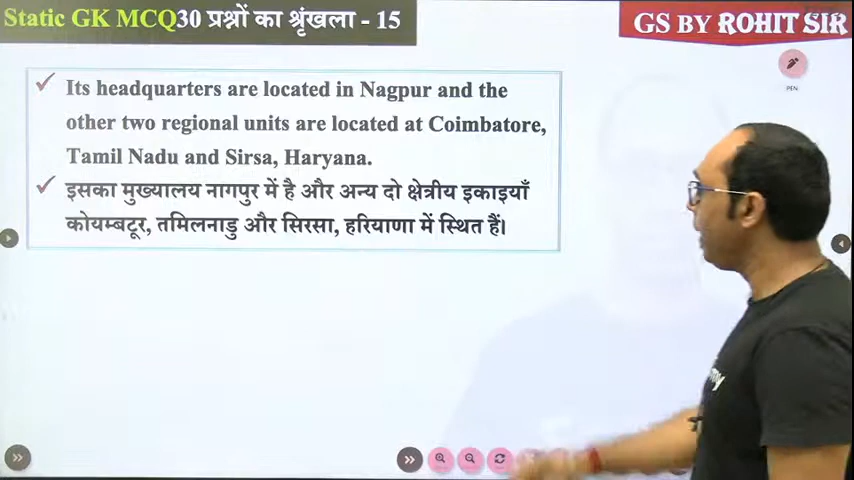 Static GK MCQ30 प्रश्नों का श्रृंखला - 15
GS BY ROHIT SIR
PEN
Its headquarters are located in Nagpur and the
other two regional units are located at Coimbatore,
Tamil Nadu and Sirsa, Haryana.
इसका मुख्यालय नागपुर में है और अन्य दो क्षेत्रीय इकाइयाँ
कोयम्बटूर, तमिलनाडु और सिरसा, हरियाणा में स्थित हैं।